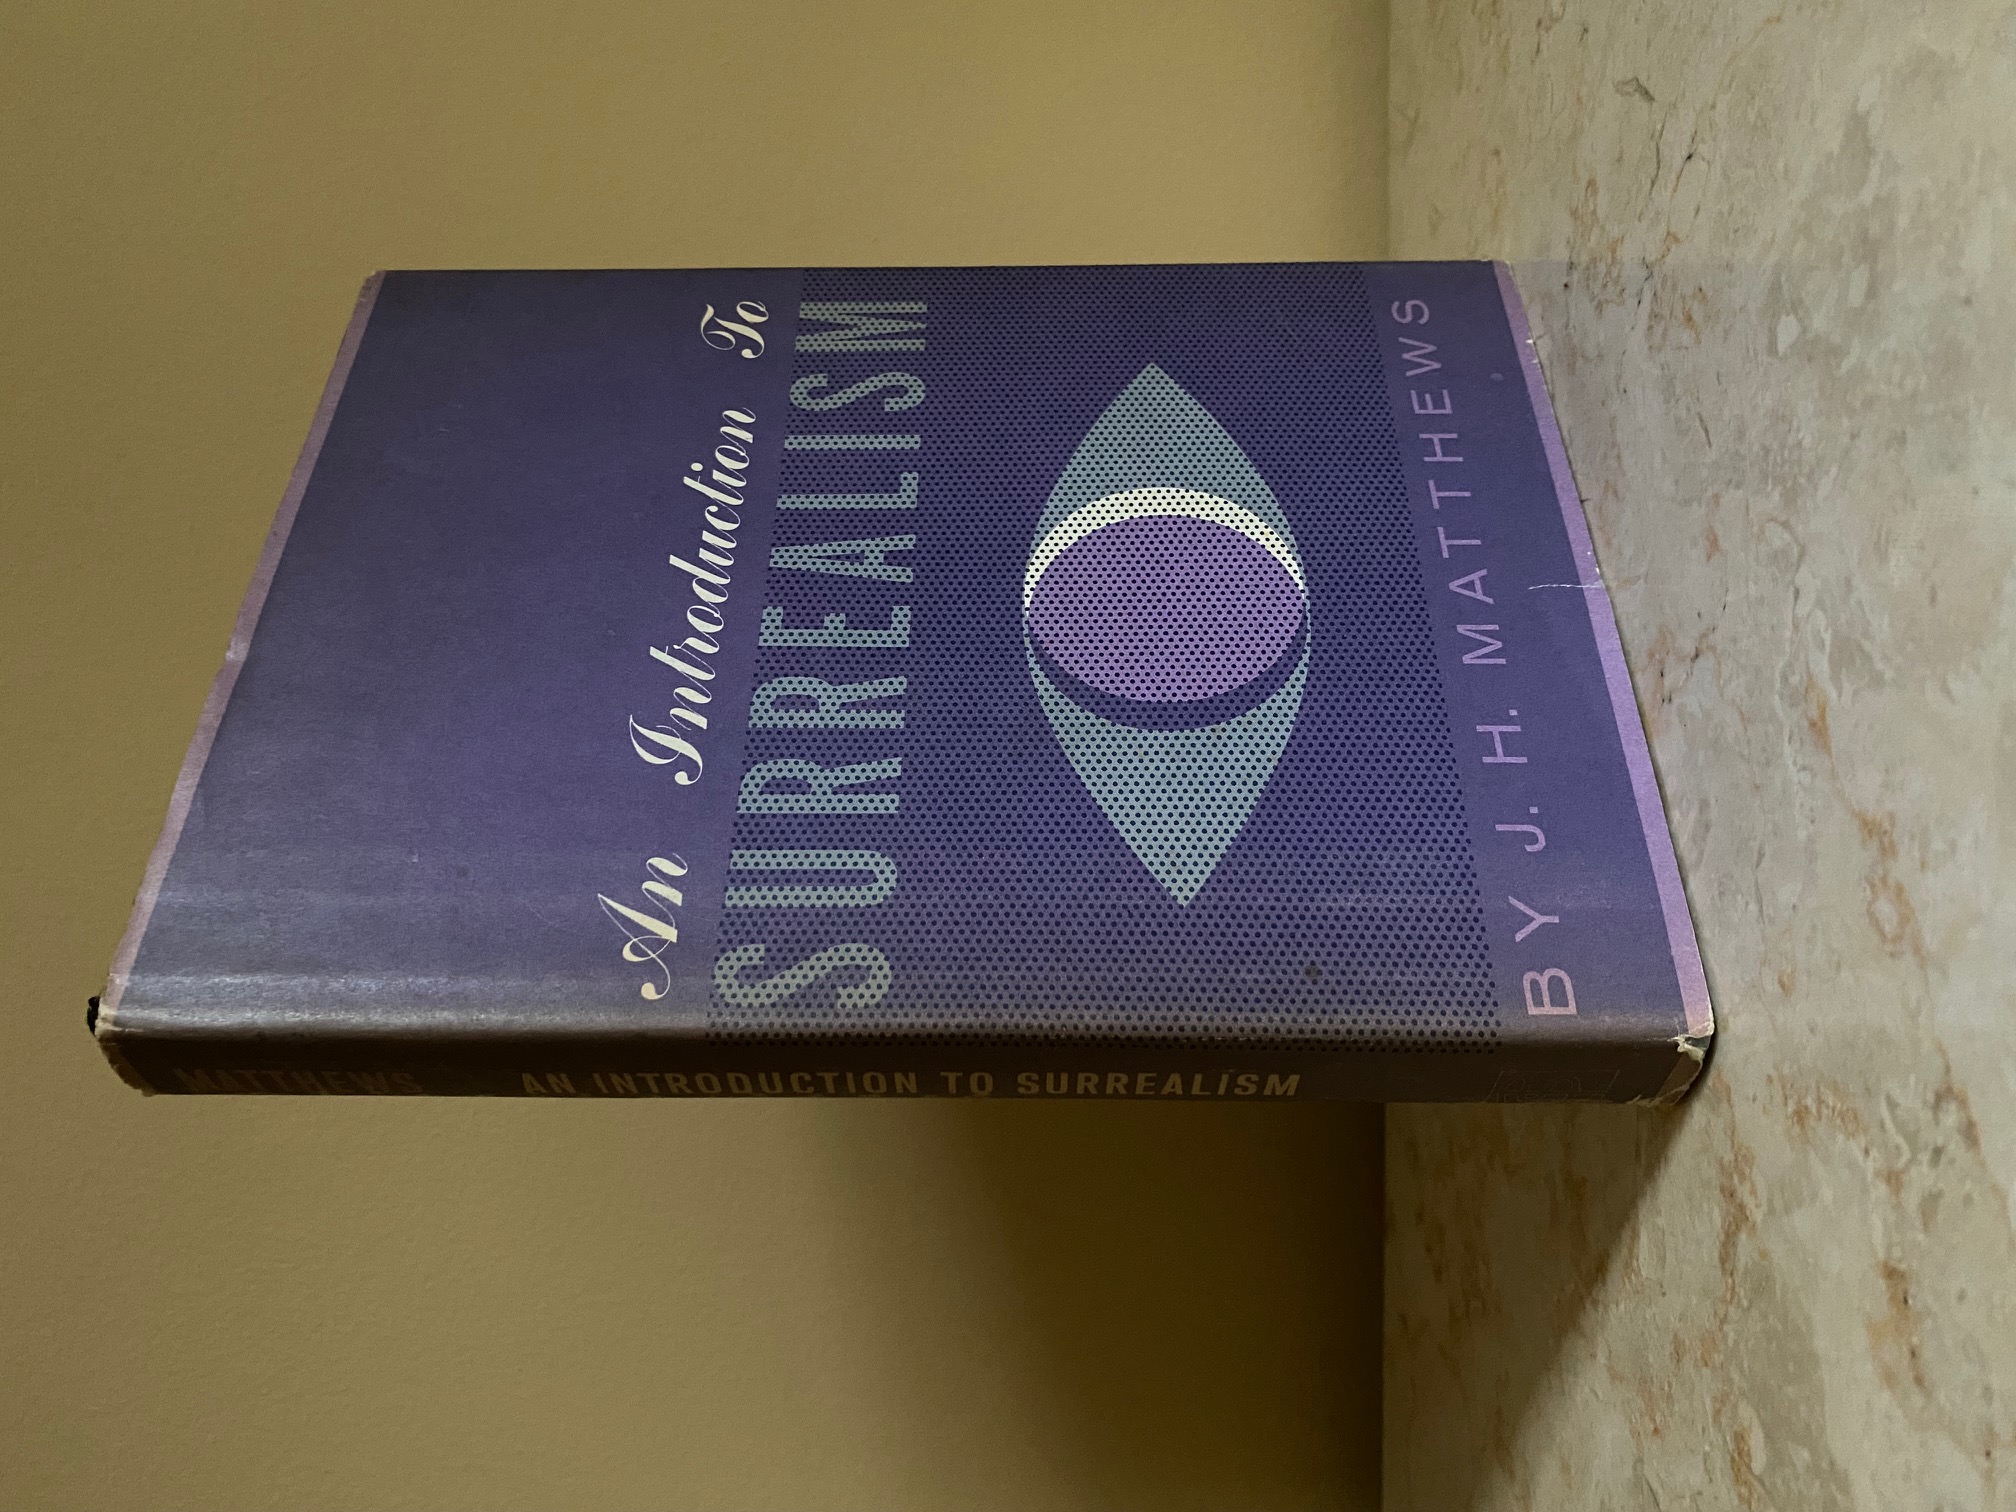 An Introduction To
SURREALISM
BY J. H. MATTHEWS
MATTHEWS AN INTRODUCTION TO SURREALISM